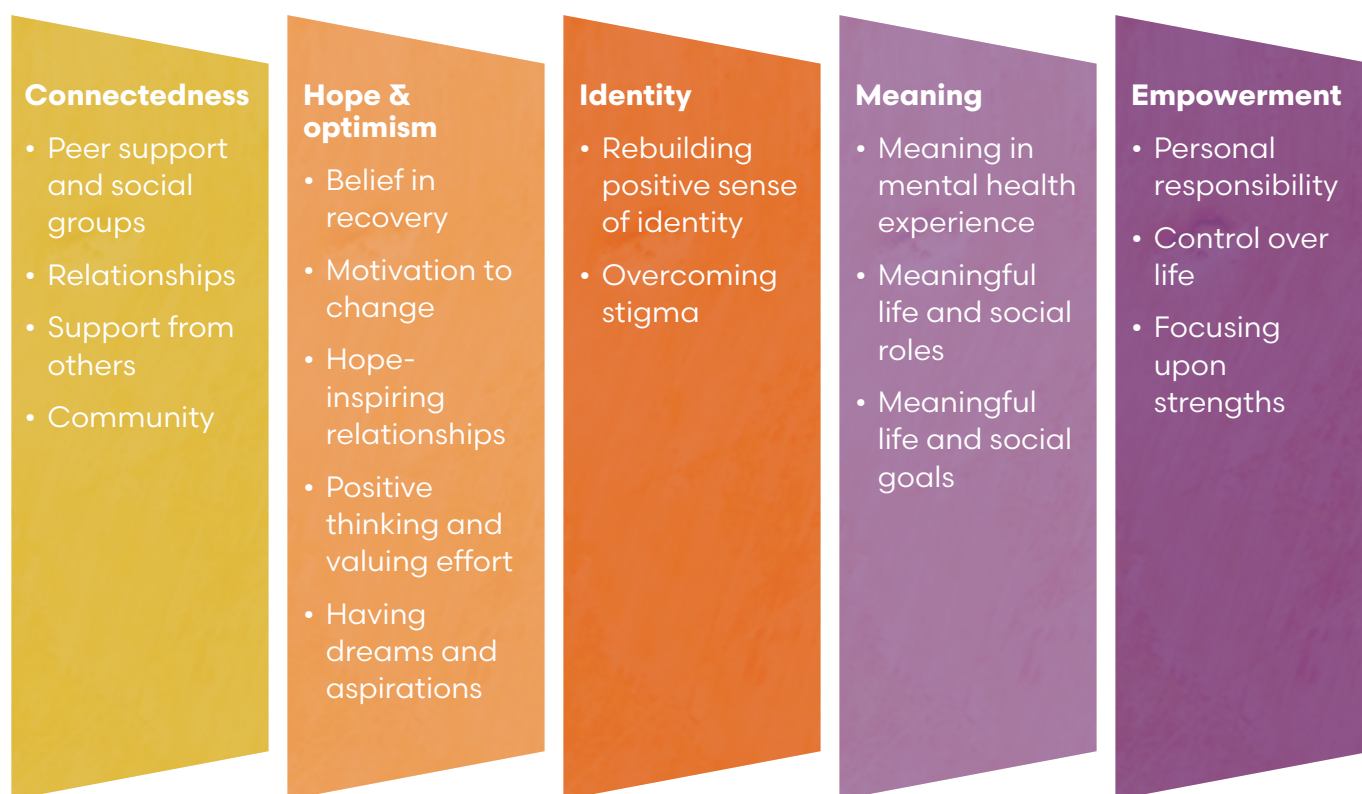 Connectedness
• Peer support
and social
groups
• Relationships
• Support from
others
• Community
Hope &
optimism
• Belief in
recovery
• Motivation to
change
• Hope-
inspiring
relationships
• Positive
thinking and
valuing effort
• Having
dreams and
aspirations
Identity
• Rebuilding
positive sense
of identity
• Overcoming
stigma
Meaning
• Meaning in
mental health
experience
• Meaningful
life and social
roles
• Meaningful
life and social
goals
Empowerment
• Personal
responsibility
• Control over
life
• Focusing
upon
strengths